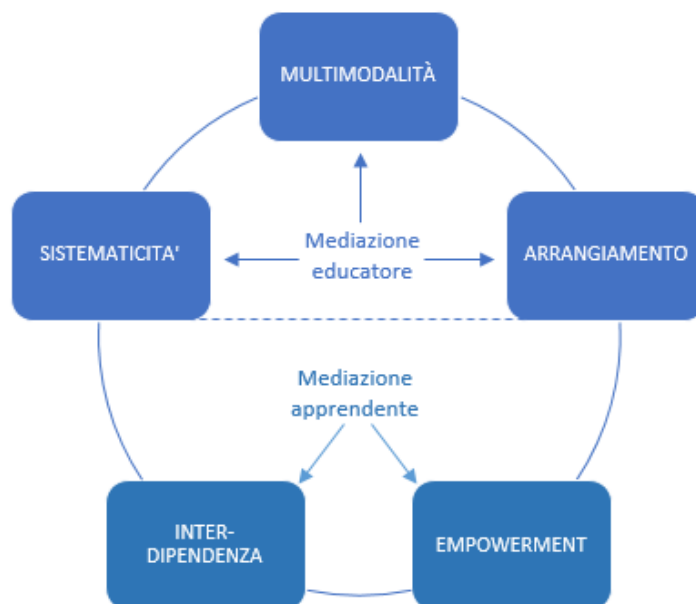 MULTIMODALITÀ
SISTEMATICITA'
Mediazione
educatore
ARRANGIAMENTO
Mediazione
apprendente
INTER-
DIPENDENZA
EMPOWERMENT